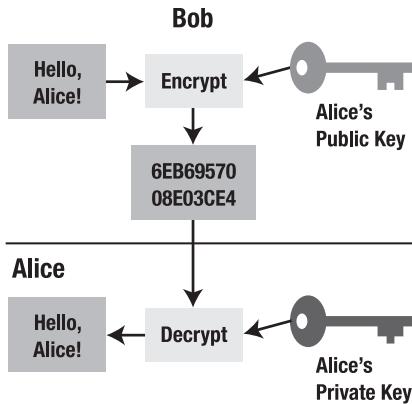 Bob
Hello,
Alice!
Encrypt
Alice's
Public Key
6EB69570
08E03CE4
Alice
Hello,
Alice!
Decrypt
Alice's
Private Key